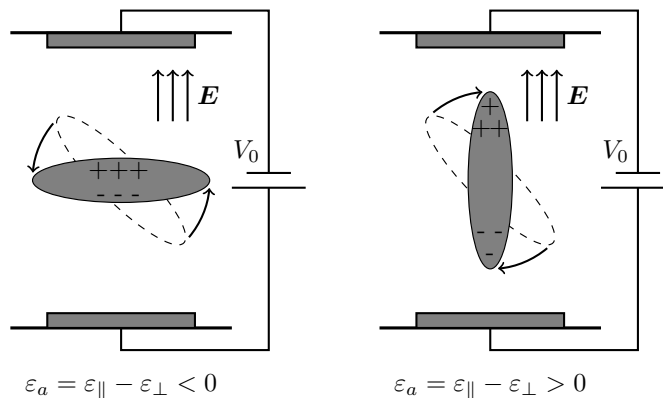 E
E
+
++
V₀
V₀
+++
- - -
- -
-
εₐ = ε∥ − ε⊥ < 0
εₐ = ε∥ − ε⊥ > 0